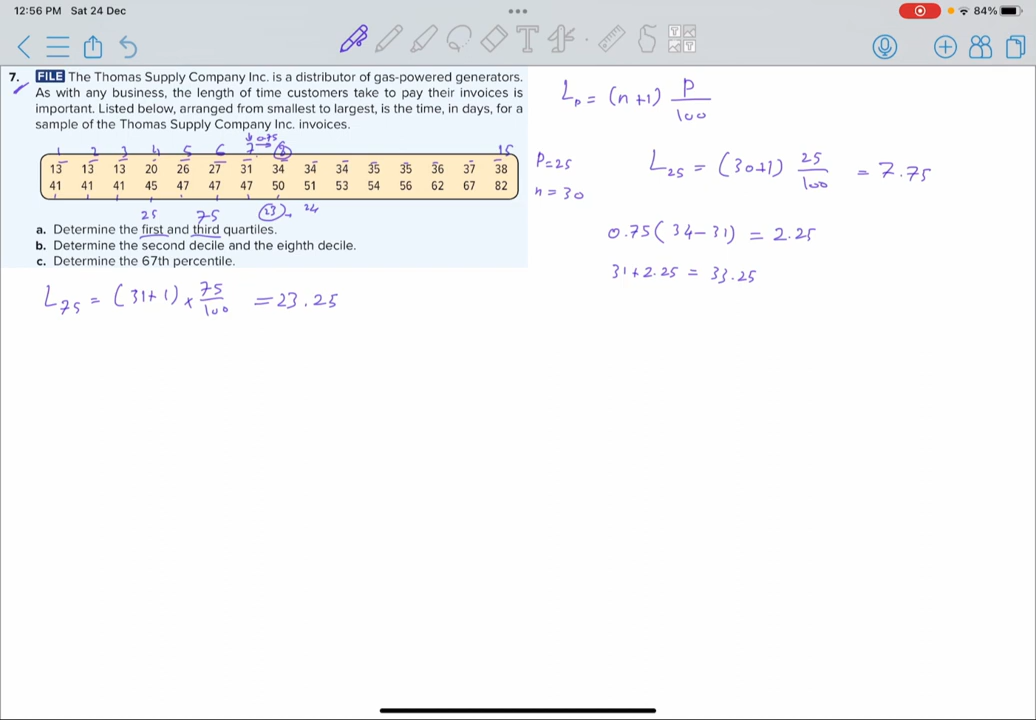 12:56 PM Sat 24 Dec
84%
7. FILE The Thomas Supply Company Inc. is a distributor of gas-powered generators.
As with any business, the length of time customers take to pay their invoices is
important. Listed below, arranged from smallest to largest, is the time, in days, for a
sample of the Thomas Supply Company Inc. invoices.
0.75
1 2 3 4 5 6 7 8 15
13 13 13 20 26 27 31 34 34 34 35 35 36 37 38
41 41 41 45 47 47 47 50 51 53 54 56 62 67 82
25 75 23 24
a. Determine the first and third quartiles.
b. Determine the second decile and the eighth decile.
c. Determine the 67th percentile.
L75 = (31+1) × 75/100 = 23.25
Lp = (n+1) P/100
P=25
n=30
L25 = (30+1) 25/100 = 7.75
0.75(34-31) = 2.25
31+2.25 = 33.25